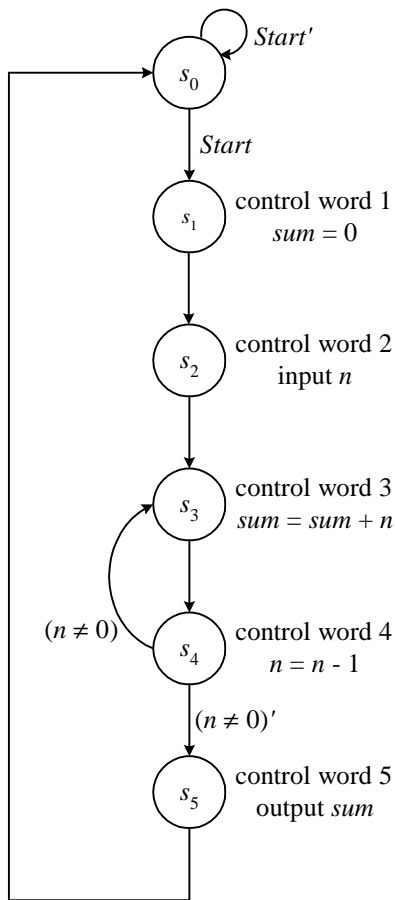 Start'
s0
Start
s1
control word 1
sum = 0
s2
control word 2
input n
s3
control word 3
sum = sum + n
(n ≠ 0)
s4
control word 4
n = n - 1
(n ≠ 0)'
s5
control word 5
output sum